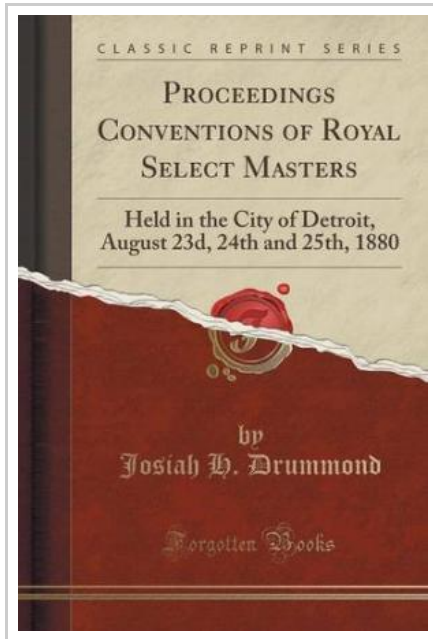 CLASSIC REPRINT SERIES
PROCEEDINGS
CONVENTIONS OF ROYAL
SELECT MASTERS
Held in the City of Detroit,
August 23d, 24th and 25th, 1880
by
Josiah H. Drummond
Forgotten Books